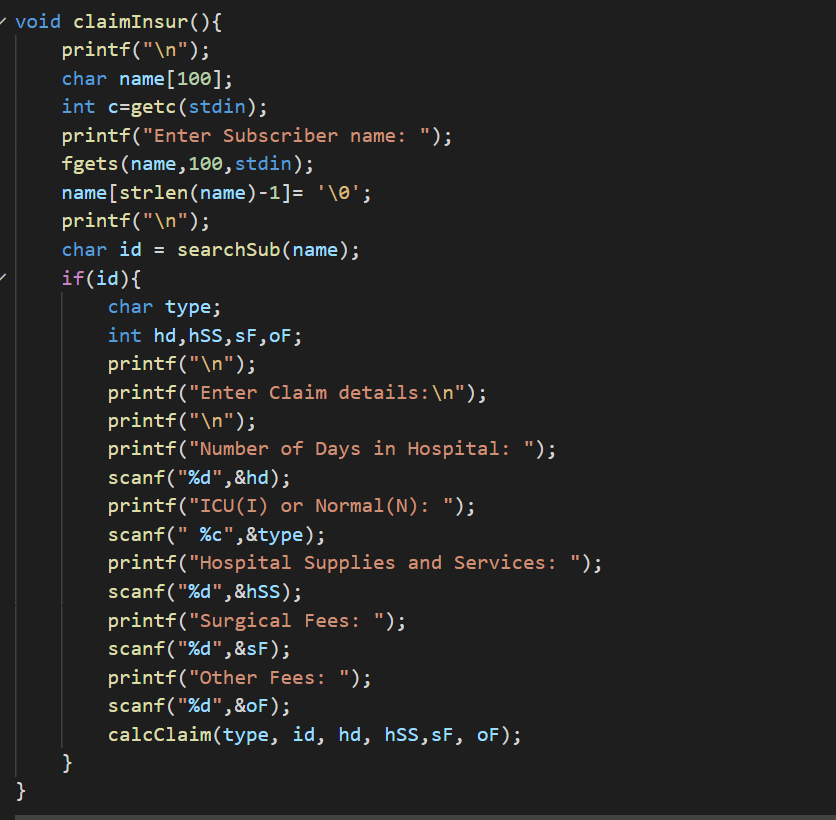 void claimInsur(){
    printf("\n");
    char name[100];
    int c=getc(stdin);
    printf("Enter Subscriber name: ");
    fgets(name,100,stdin);
    name[strlen(name)-1]= '\0';
    printf("\n");
    char id = searchSub(name);
    if(id){
        char type;
        int hd,hSS,sF,oF;
        printf("\n");
        printf("Enter Claim details:\n");
        printf("\n");
        printf("Number of Days in Hospital: ");
        scanf("%d",&hd);
        printf("ICU(I) or Normal(N): ");
        scanf(" %c",&type);
        printf("Hospital Supplies and Services: ");
        scanf("%d",&hSS);
        printf("Surgical Fees: ");
        scanf("%d",&sF);
        printf("Other Fees: ");
        scanf("%d",&oF);
        calcClaim(type, id, hd, hSS,sF, oF);
    }
}